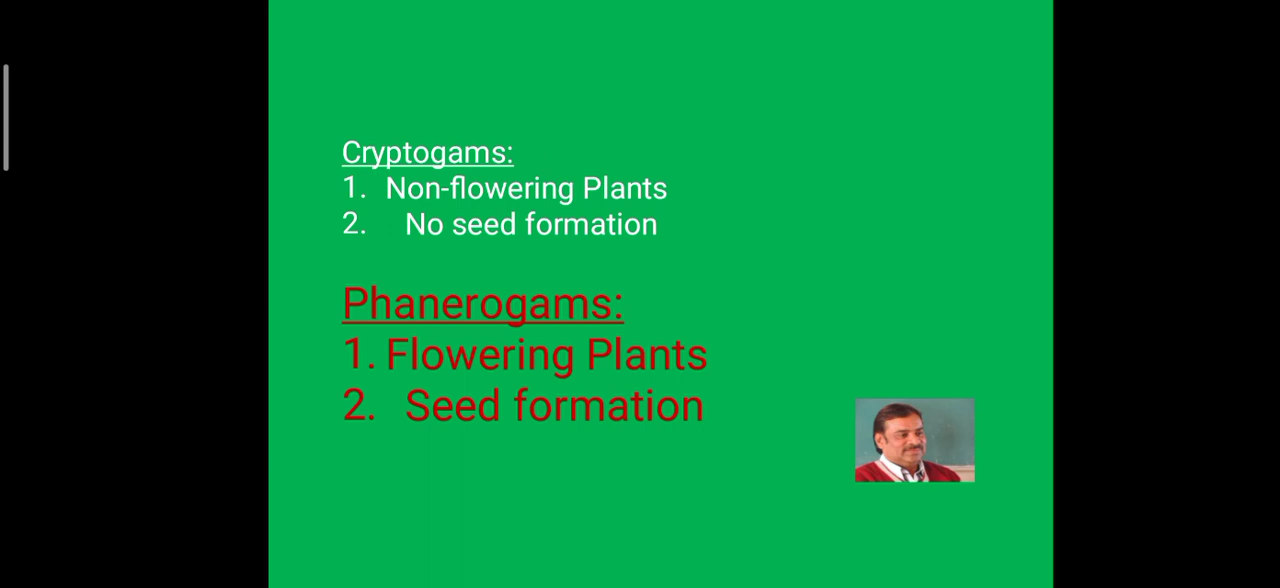 Cryptogams:
1. Non-flowering Plants
2. No seed formation
Phanerogams:
1. Flowering Plants
2. Seed formation